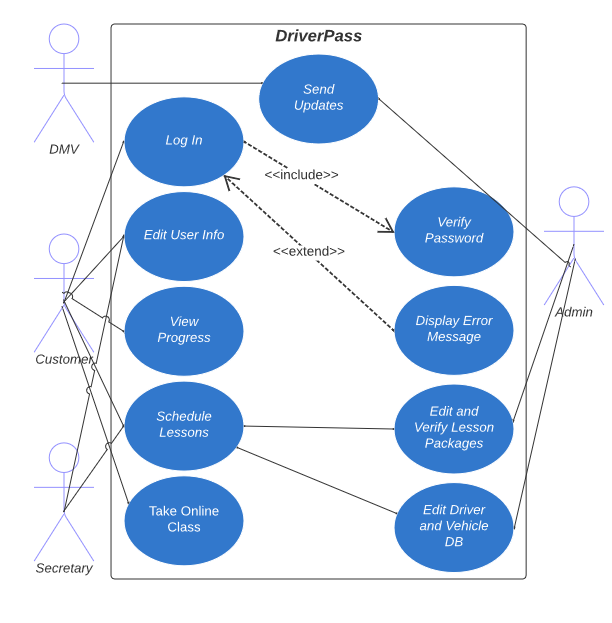 DriverPass
Send
Updates
DMV
Log In
<<include>>
Verify
Password
Edit User Info
<<extend>>
Admin
View
Progress
Display Error
Message
Customer
Schedule
Lessons
Edit and
Verify Lesson
Packages
Take Online
Class
Edit Driver
and Vehicle
DB
Secretary